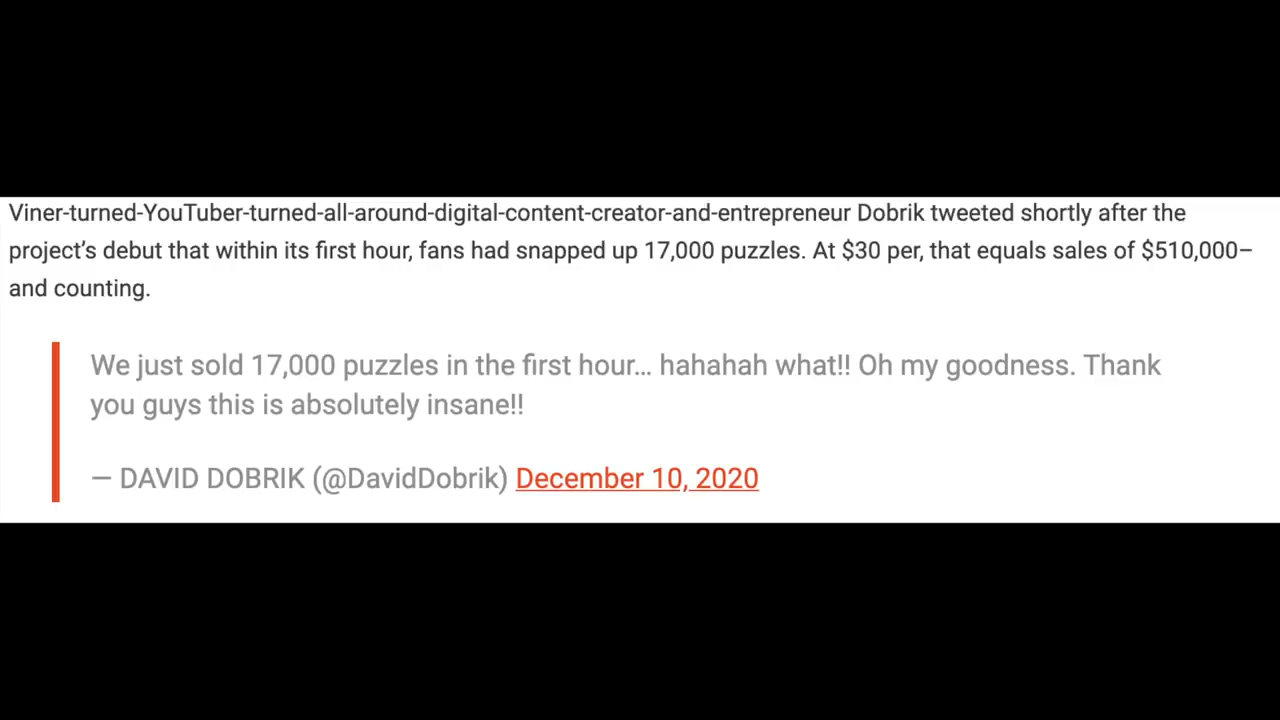 Viner-turned-YouTuber-turned-all-around-digital-content-creator-and-entrepreneur Dobrik tweeted shortly after the
project’s debut that within its first hour, fans had snapped up 17,000 puzzles. At $30 per, that equals sales of $510,000–
and counting.
We just sold 17,000 puzzles in the first hour… hahahah what!! Oh my goodness. Thank
you guys this is absolutely insane!!
— DAVID DOBRIK (@DavidDobrik) December 10, 2020